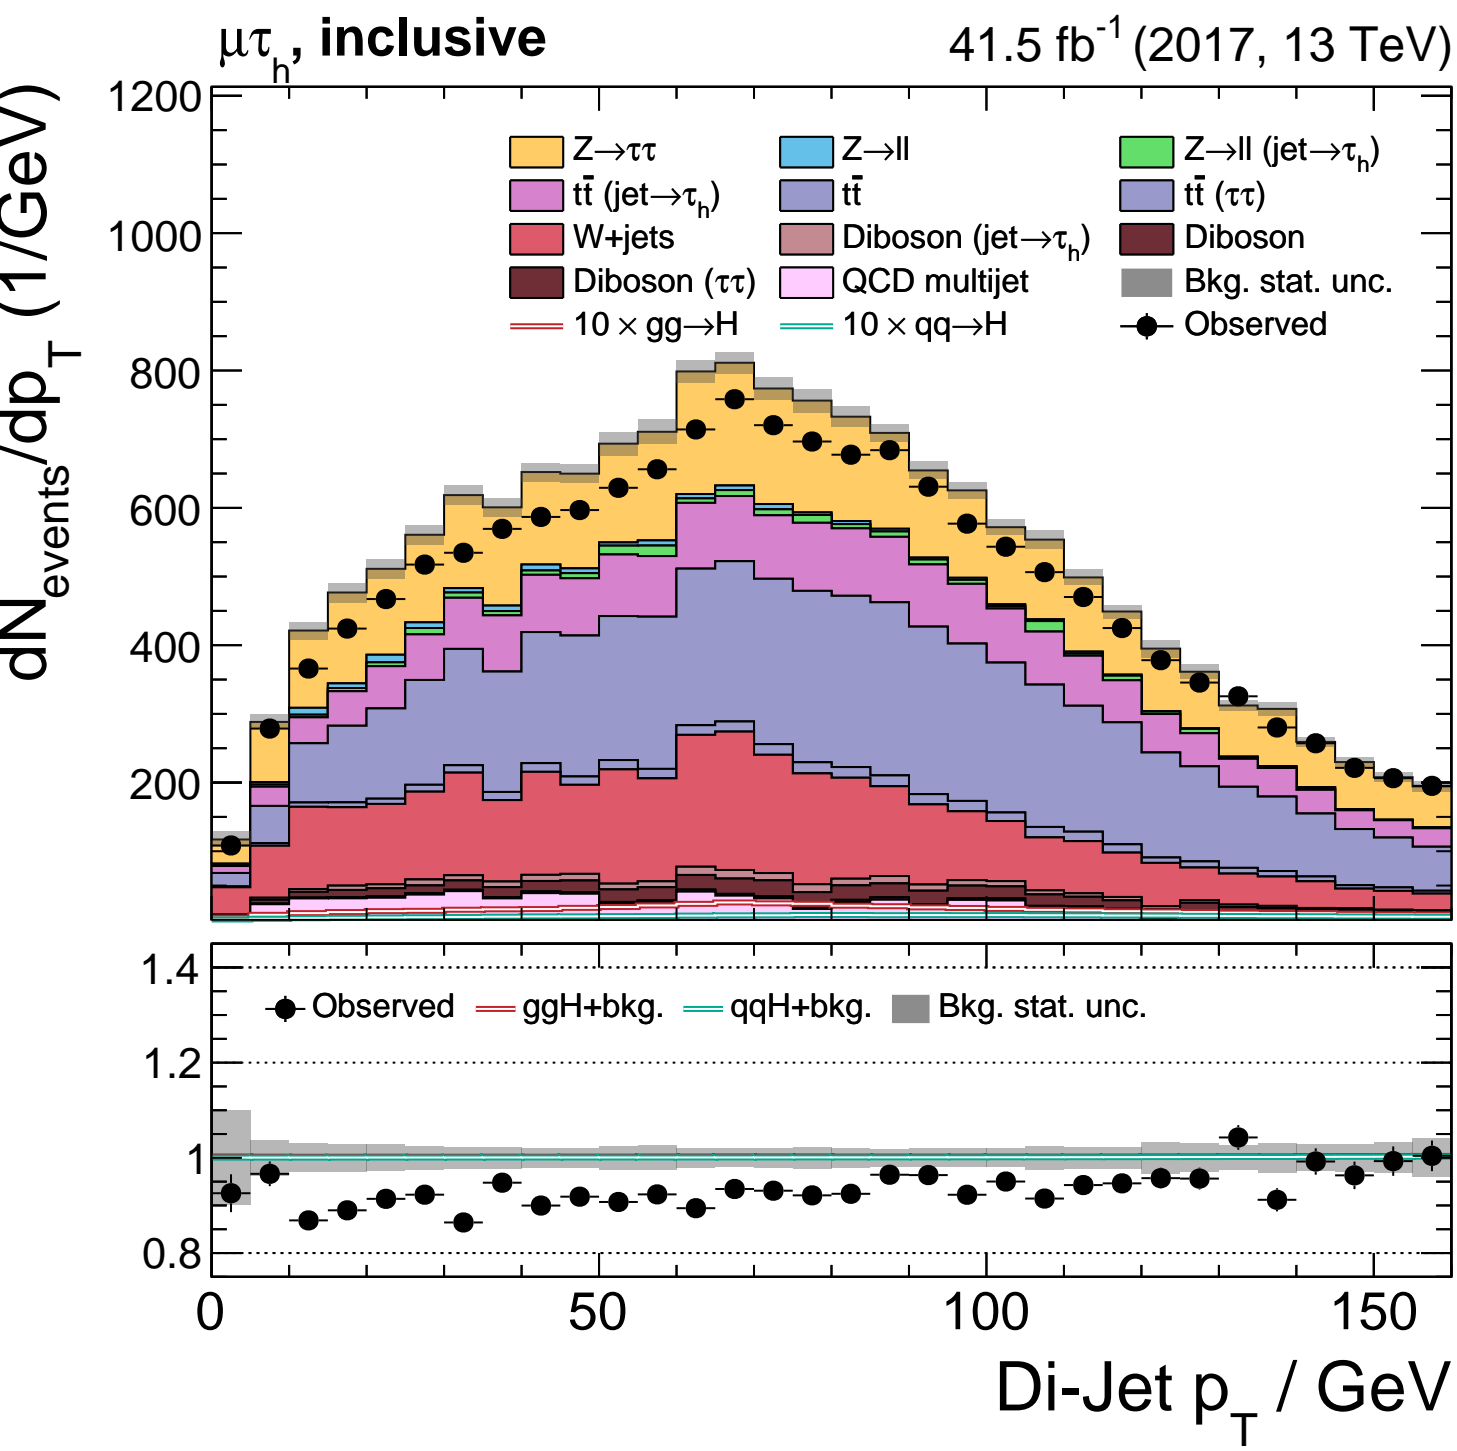 μτh, inclusive
41.5 fb-1 (2017, 13 TeV)
dNevents/dpT (1/GeV)
1200
1000
800
600
400
200
Z→ττ Z→ll Z→ll (jet→τh)
tt̄ (jet→τh) tt̄ tt̄ (ττ)
W+jets Diboson (jet→τh) Diboson
Diboson (ττ) QCD multijet Bkg. stat. unc.
10 × gg→H 10 × qq→H Observed
1.4
1.2
1
0.8
Observed ggH+bkg. qqH+bkg. Bkg. stat. unc.
0 50 100 150
Di-Jet pT / GeV